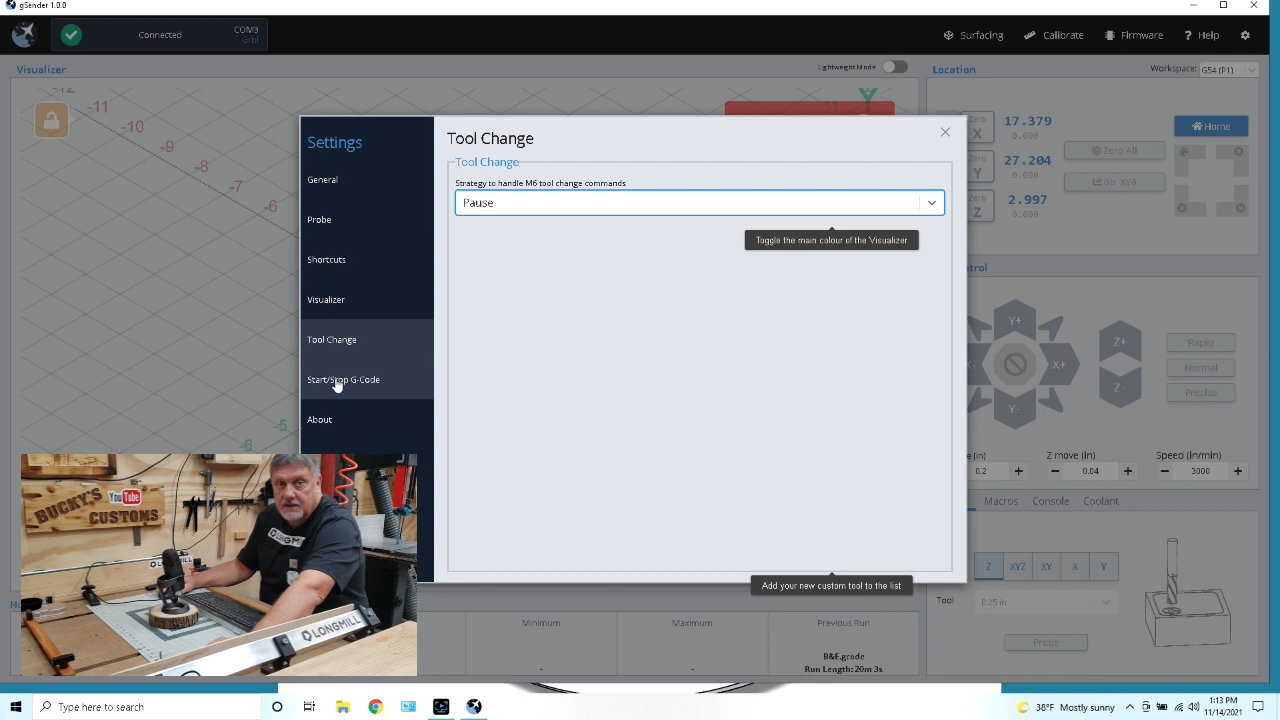 gSender 1.0.0
Connected
COM3
Grbl
Surfacing
Calibrate
Firmware
Help
Visualizer
Lightweight Mode
Location
Workspace:
G54 (P1)
-12
-11
-10
-9
-8
-7
-6
-5
-6
Y
Settings
General
Probe
Shortcuts
Visualizer
Tool Change
Start/Stop G-Code
About
Tool Change
Tool Change
Strategy to handle M6 tool change commands
Pause
Toggle the main colour of the Visualizer
Add your new custom tool to the list
Zero
X
17.379
0.000
Zero
Y
27.204
0.000
Zero
Z
2.997
0.000
Home
Zero All
Go XY0
Y+
X+
Y-
Z+
Z-
Rapid
Normal
Precise
Z move (in)
Speed (in/min)
0.2
0.04
3000
Macros
Console
Coolant
Z
XYZ
XY
X
Y
Tool
0.25 in
Probe
Minimum
Maximum
Previous Run
-
-
B&E.gcode
Run Length: 20m 3s
BUCKY'S
YouTube
CUSTOMS
LONGMILL
Type here to search
38°F Mostly sunny
1:13 PM
11/14/2021